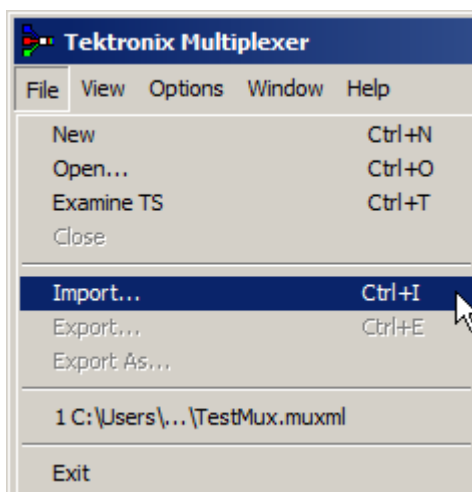 Tektronix Multiplexer
File View Options Window Help
New Ctrl+N
Open... Ctrl+O
Examine TS Ctrl+T
Close
Import... Ctrl+I
Export... Ctrl+E
Export As...
1 C:\Users\...\TestMux.muxml
Exit